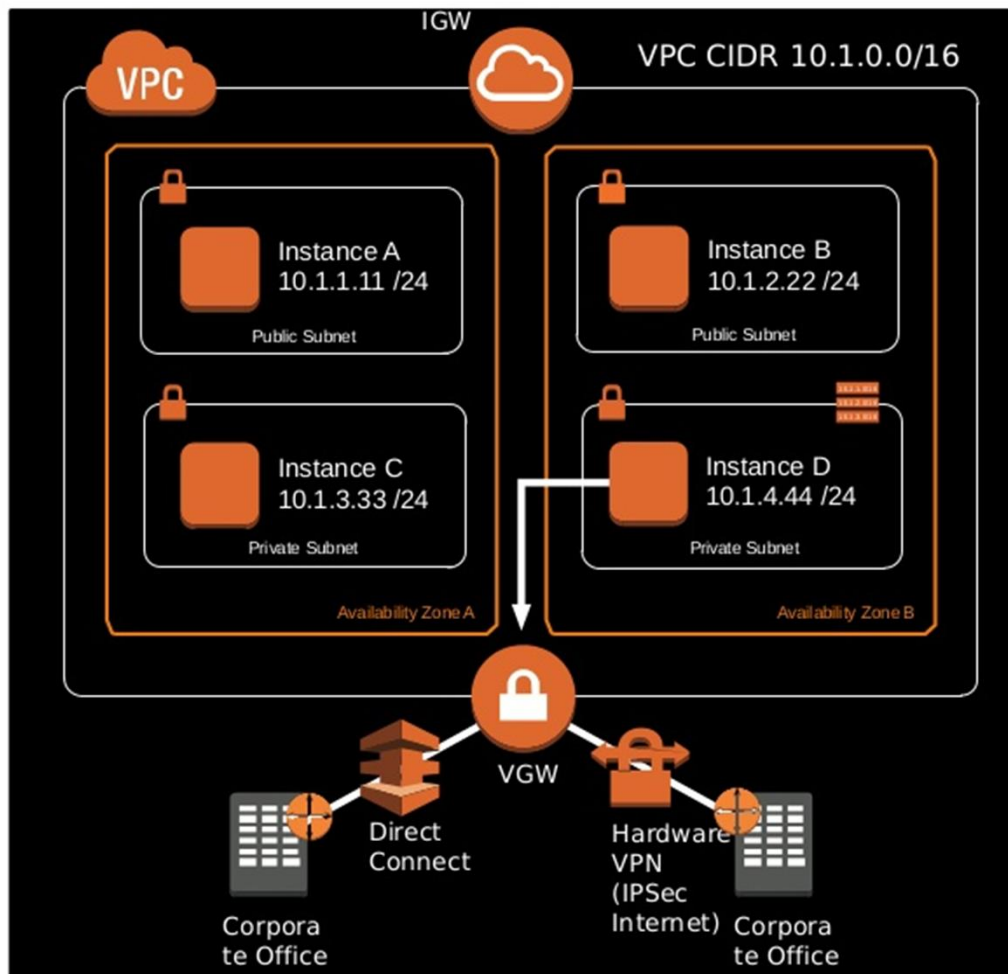 IGW
VPC
VPC CIDR 10.1.0.0/16
Instance A
10.1.1.11 /24
Public Subnet
Instance B
10.1.2.22 /24
Public Subnet
Instance C
10.1.3.33 /24
Private Subnet
Availability Zone A
Instance D
10.1.4.44 /24
Private Subnet
Availability Zone B
VGW
Direct
Connect
Hardware
VPN
(IPSec
Internet)
Corpora
te Office
Corpora
te Office